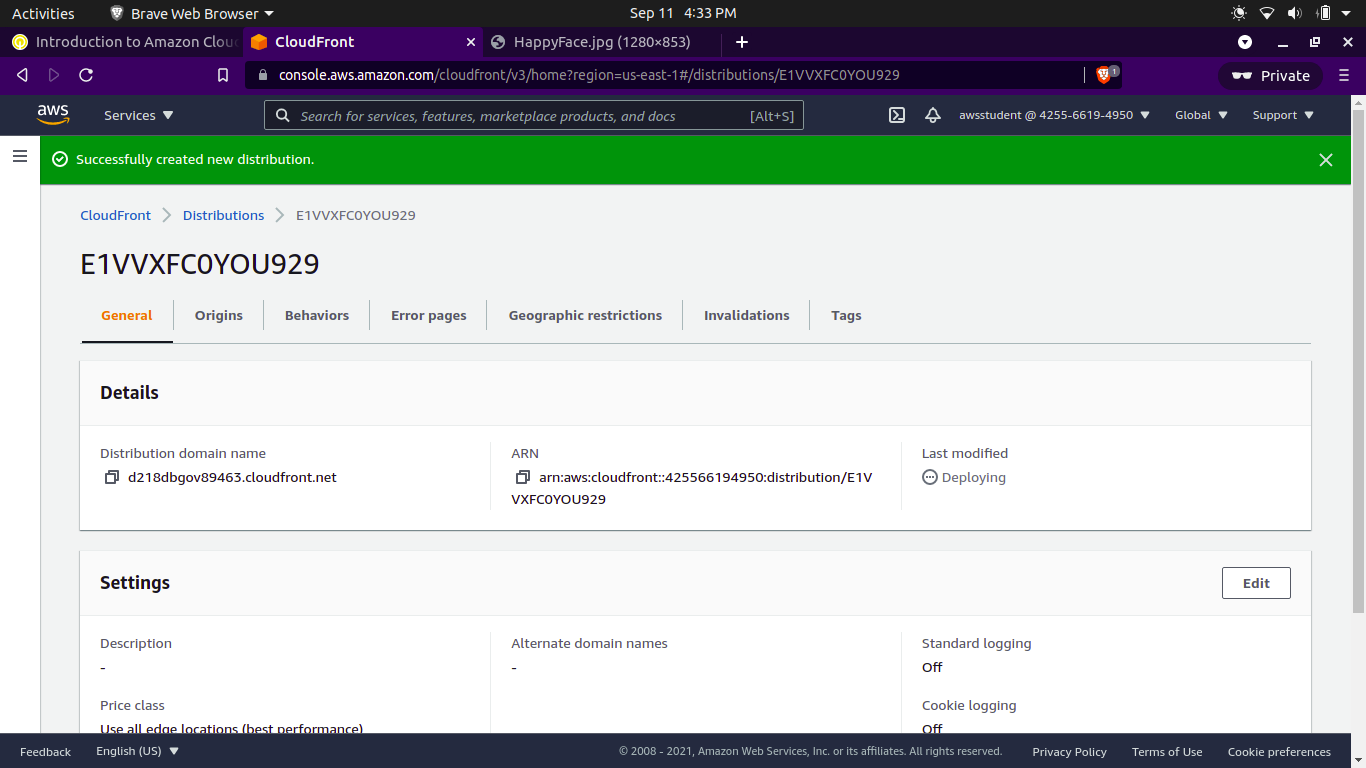 Activities Brave Web Browser Sep 11 4:33 PM
Introduction to Amazon Clou CloudFront HappyFace.jpg (1280×853)
console.aws.amazon.com/cloudfront/v3/home?region=us-east-1#/distributions/E1VVXFC0YOU929 1 Private
aws Services Search for services, features, marketplace products, and docs [Alt+S] awsstudent @ 4255-6619-4950 Global Support
Successfully created new distribution.
CloudFront Distributions E1VVXFC0YOU929
E1VVXFC0YOU929
General Origins Behaviors Error pages Geographic restrictions Invalidations Tags
Details
Distribution domain name ARN Last modified
d218dbgov89463.cloudfront.net arn:aws:cloudfront::425566194950:distribution/E1V Deploying
VXFC0YOU929
Settings Edit
Description Alternate domain names Standard logging
- - Off
Price class Cookie logging
Use all edge locations (best performance) Off
Feedback English (US) © 2008 - 2021, Amazon Web Services, Inc. or its affiliates. All rights reserved. Privacy Policy Terms of Use Cookie preferences